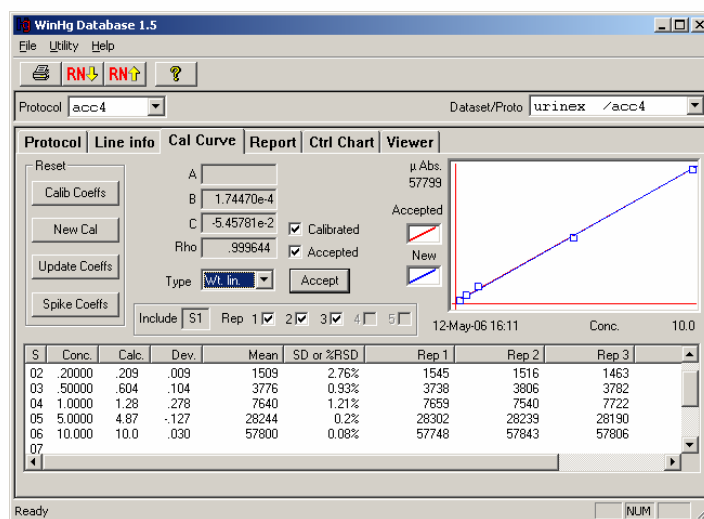 WinHg Database 1.5
File Utility Help
RN RN ?
Protocol acc4 Dataset/Proto urinex /acc4
Protocol Line info Cal Curve Report Ctrl Chart Viewer
Reset
Calib Coeffs
New Cal
Update Coeffs
Spike Coeffs
A
B 1.74470e-4
C -5.45781e-2
Rho .999644
Type Wt. lin. Accept
Calibrated
Accepted
µ Abs.
57799
Accepted
New
Include S1 Rep 1 2 3 4 5
12-May-06 16:11 Conc. 10.0
S Conc. Calc. Dev. Mean SD or %RSD Rep 1 Rep 2 Rep 3
02 .20000 .209 .009 1509 2.76% 1545 1516 1463
03 .50000 .604 .104 3776 0.93% 3738 3806 3782
04 1.0000 1.28 .278 7640 1.21% 7659 7540 7722
05 5.0000 4.87 -.127 28244 0.2% 28302 28239 28190
06 10.000 10.0 .030 57800 0.08% 57748 57843 57806
07
Ready NUM